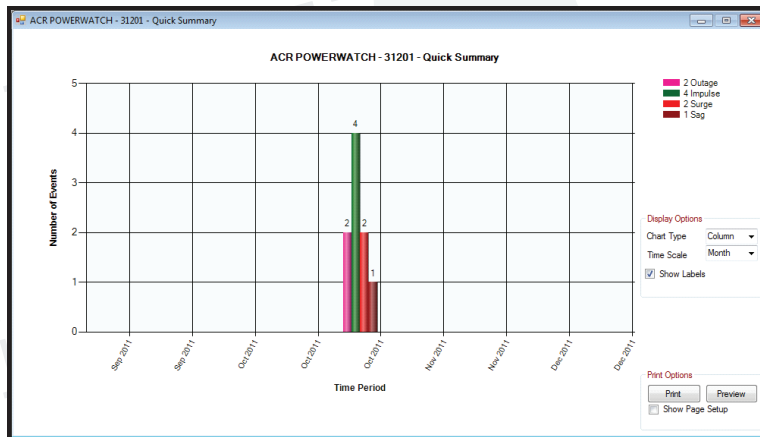 ACR POWERWATCH - 31201 - Quick Summary
ACR POWERWATCH - 31201 - Quick Summary
2 Outage
4 Impulse
2 Surge
1 Sag
Number of Events
5
4
3
2
1
0
2
4
2
1
Sep 2011
Sep 2011
Oct 2011
Oct 2011
Oct 2011
Nov 2011
Nov 2011
Dec 2011
Dec 2011
Time Period
Display Options
Chart Type Column
Time Scale Month
Show Labels
Print Options
Print Preview
Show Page Setup